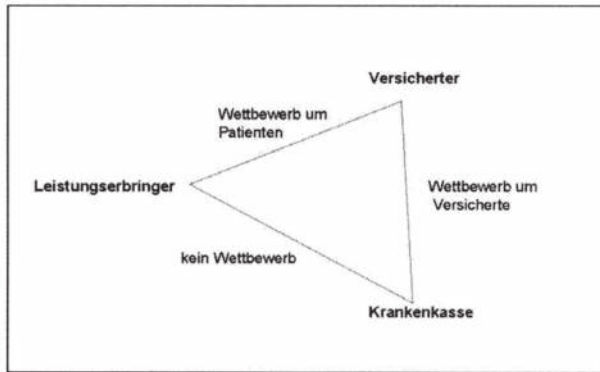 Versicherter
Wettbewerb um
Patienten
Leistungserbringer
Wettbewerb um
Versicherte
kein Wettbewerb
Krankenkasse